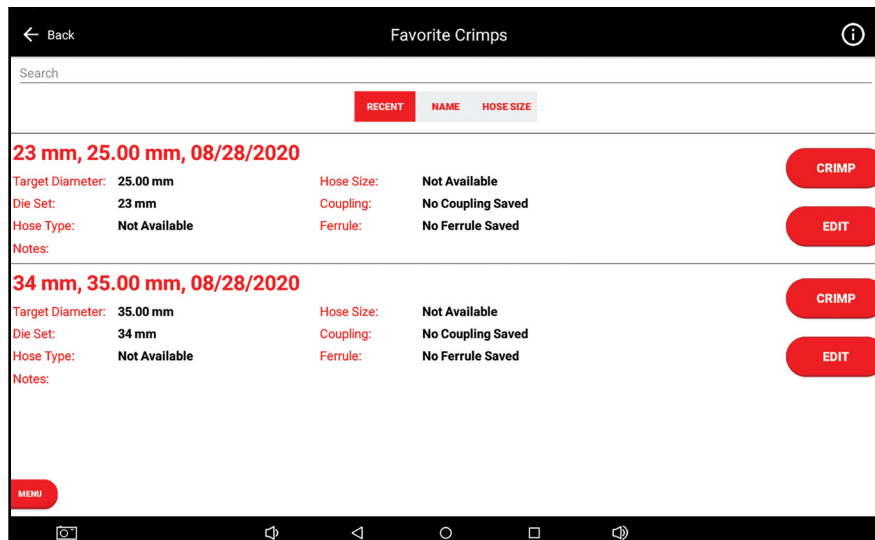 Back Favorite Crimps
Search
RECENT NAME HOSE SIZE
23 mm, 25.00 mm, 08/28/2020
CRIMP
Target Diameter: 25.00 mm Hose Size: Not Available
Die Set: 23 mm Coupling: No Coupling Saved
Hose Type: Not Available Ferrule: No Ferrule Saved
EDIT
Notes:
34 mm, 35.00 mm, 08/28/2020
CRIMP
Target Diameter: 35.00 mm Hose Size: Not Available
Die Set: 34 mm Coupling: No Coupling Saved
Hose Type: Not Available Ferrule: No Ferrule Saved
EDIT
Notes:
MENU